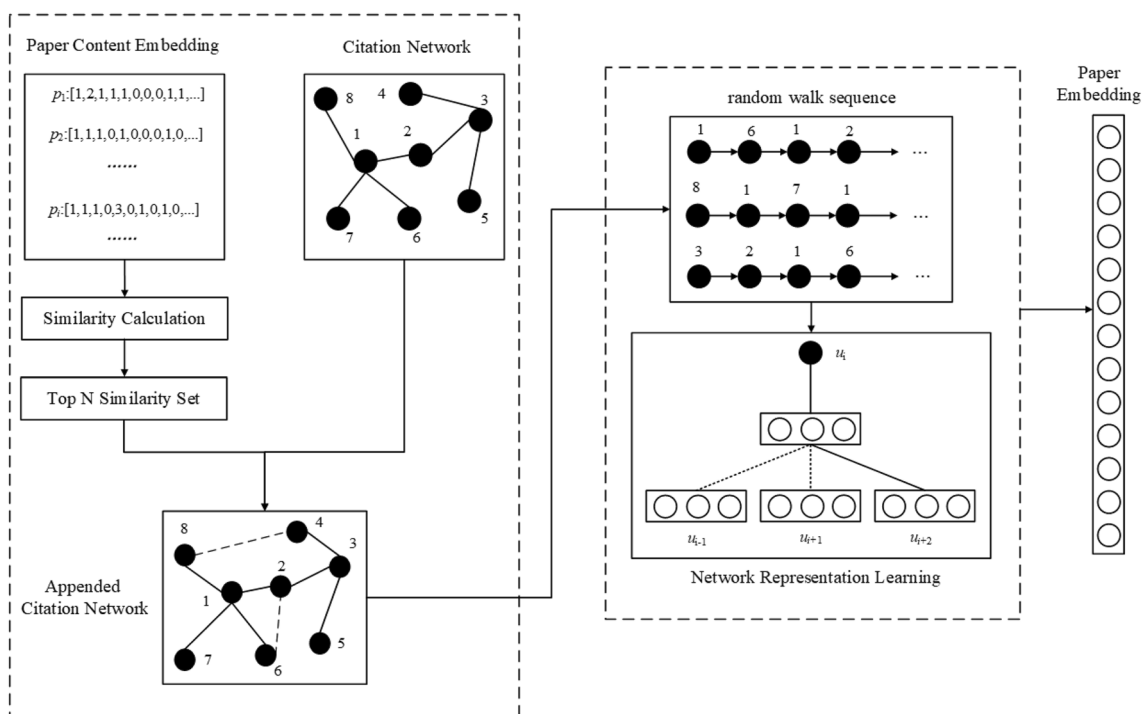 Paper Content Embedding
p1:[1,2,1,1,1,0,0,0,1,1,...]
p2:[1,1,1,0,1,0,0,0,1,0,...]
......
pi:[1,1,1,0,3,0,1,0,1,0,...]
......
Similarity Calculation
Top N Similarity Set
Citation Network
8
4
3
1
2
7
6
5
Appended
Citation Network
8
4
3
2
1
7
6
5
random walk sequence
1 6 1 2
...
8 1 7 1
...
3 2 1 6
...
ui
ui-1 ui+1 ui+2
Network Representation Learning
Paper
Embedding